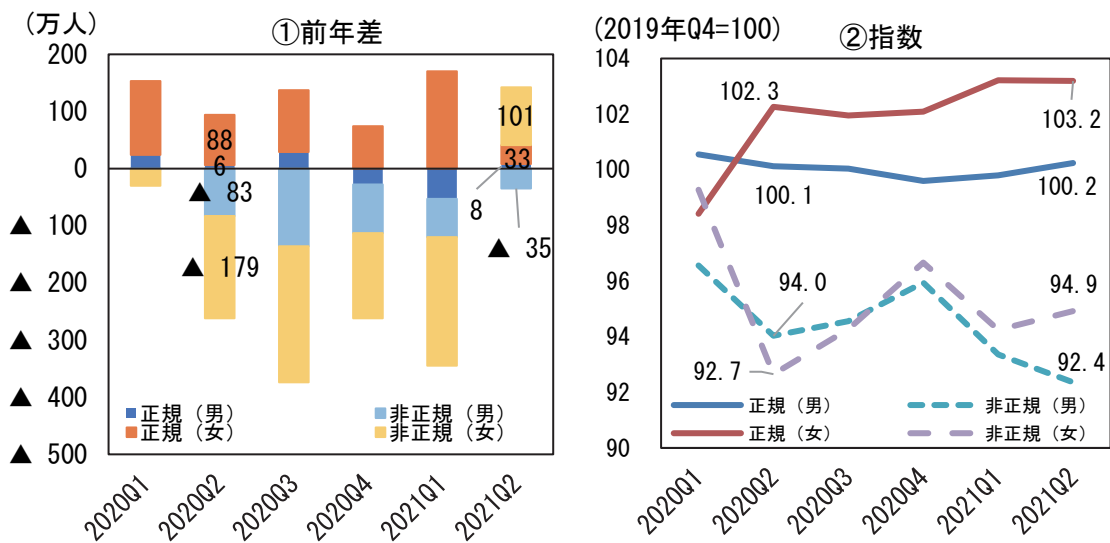 (万人)
①前年差
200
100
0
▲ 100
▲ 200
▲ 300
▲ 400
▲ 500
88
6
▲ 83
▲ 179
101
33
8
▲ 35
正規（男）
非正規（男）
正規（女）
非正規（女）
2020Q1
2020Q2
2020Q3
2020Q4
2021Q1
2021Q2
(2019年Q4=100)
②指数
104
102
100
98
96
94
92
90
102.3
103.2
100.1
100.2
94.0
94.9
92.7
92.4
正規（男）
非正規（男）
正規（女）
非正規（女）
2020Q1
2020Q2
2020Q3
2020Q4
2021Q1
2021Q2